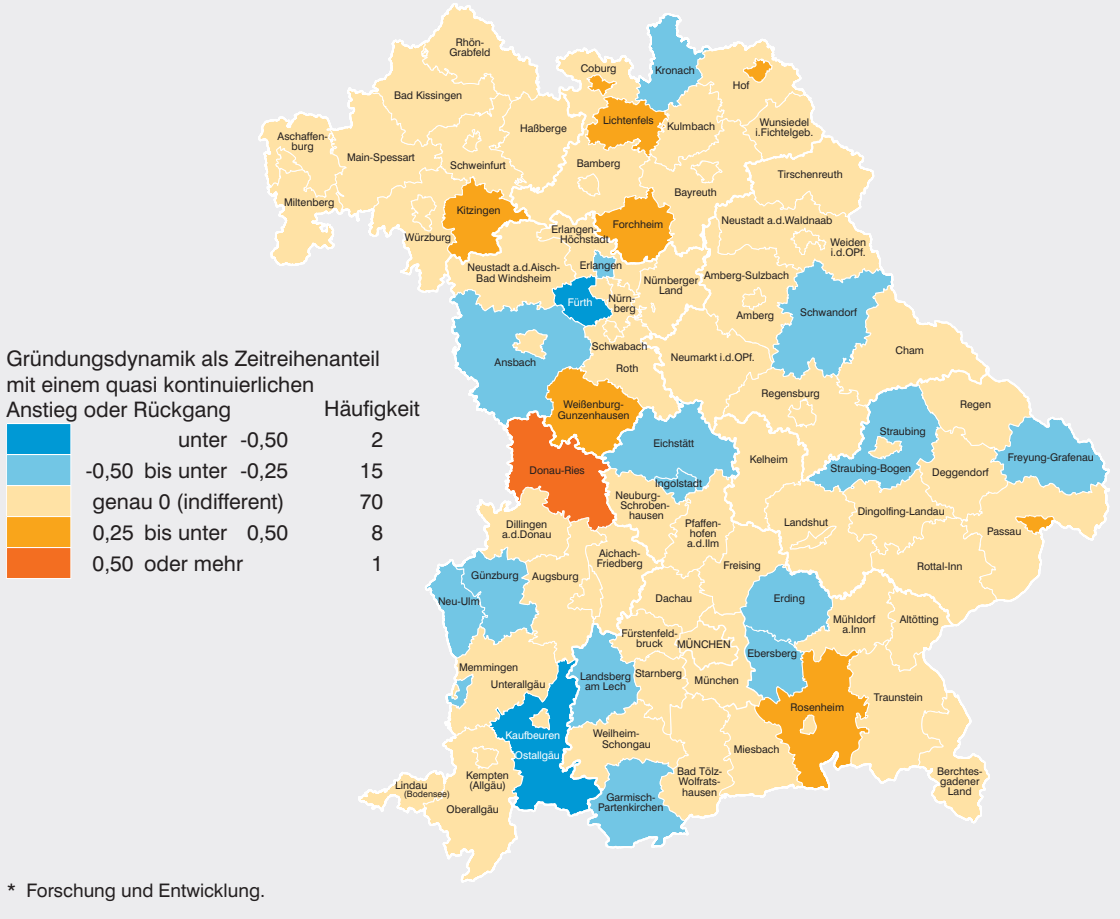 Rhön-
Grabfeld
Coburg
Kronach
Hof
Bad Kissingen
Lichtenfels
Kulmbach
Wunsiedel
i.Fichtelgeb.
Haßberge
Aschaffen-
burg
Main-Spessart
Schweinfurt
Bamberg
Tirschenreuth
Bayreuth
Miltenberg
Kitzingen
Forchheim
Neustadt a.d.Waldnaab
Würzburg
Erlangen-
Höchstadt
Weiden
i.d.OPf.
Neustadt a.d.Aisch-
Bad Windsheim
Erlangen
Nürnberger
Land
Amberg-Sulzbach
Fürth
Nürn-
berg
Amberg
Schwandorf
Ansbach
Schwabach
Roth
Neumarkt i.d.OPf.
Cham
Regensburg
Weißenburg-
Gunzenhausen
Regen
Eichstätt
Straubing
Kelheim
Freyung-Grafenau
Donau-Ries
Straubing-Bogen
Deggendorf
Ingolstadt
Neuburg-
Schroben-
hausen
Dingolfing-Landau
Dillingen
a.d.Donau
Pfaffen-
hofen
a.d.Ilm
Landshut
Passau
Aichach-
Friedberg
Freising
Rottal-Inn
Günzburg
Augsburg
Neu-Ulm
Dachau
Erding
Mühldorf
a.Inn
Altötting
Fürstenfeld-
bruck
MÜNCHEN
Ebersberg
Memmingen
Unterallgäu
Landsberg
am Lech
Starnberg
München
Traunstein
Rosenheim
Kaufbeuren
Weilheim-
Schongau
Miesbach
Ostallgäu
Kempten
(Allgäu)
Bad Tölz-
Wolfrats-
hausen
Berchtes-
gadener
Land
Lindau
(Bodensee)
Oberallgäu
Garmisch-
Partenkirchen
Gründungsdynamik als Zeitreihenanteil
mit einem quasi kontinuierlichen
Anstieg oder Rückgang Häufigkeit
unter -0,50 2
-0,50 bis unter -0,25 15
genau 0 (indifferent) 70
0,25 bis unter 0,50 8
0,50 oder mehr 1
* Forschung und Entwicklung.